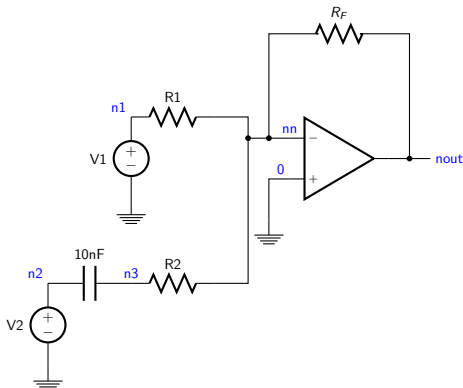 R_F
R1
n1
nn
−
nout
+
−
V1
0
+
10nF
R2
n2
n3
+
−
V2